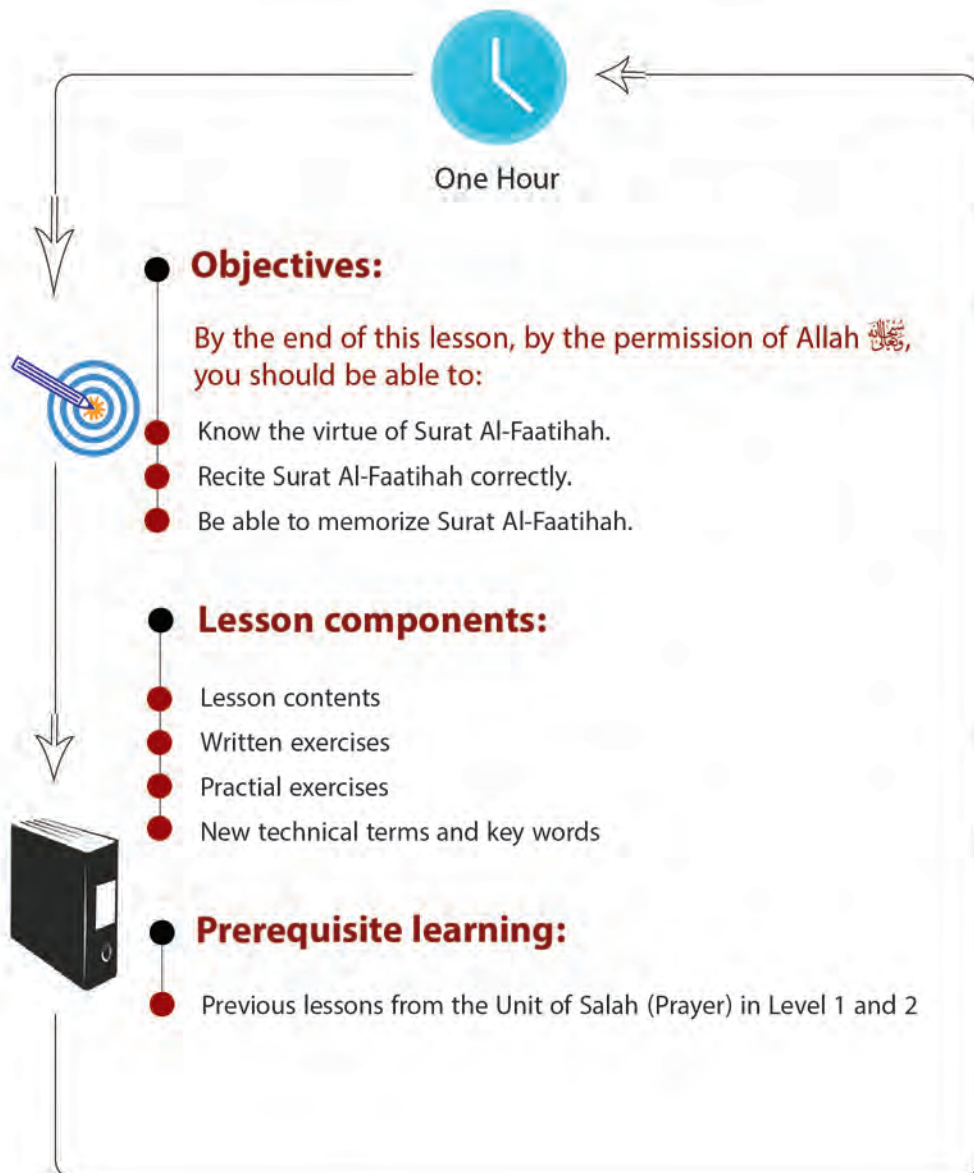 One Hour
Objectives:
By the end of this lesson, by the permission of Allah سُبْحَانَهُ وَتَعَالَى,
you should be able to:
Know the virtue of Surat Al-Faatihah.
Recite Surat Al-Faatihah correctly.
Be able to memorize Surat Al-Faatihah.
Lesson components:
Lesson contents
Written exercises
Practial exercises
New technical terms and key words
Prerequisite learning:
Previous lessons from the Unit of Salah (Prayer) in Level 1 and 2